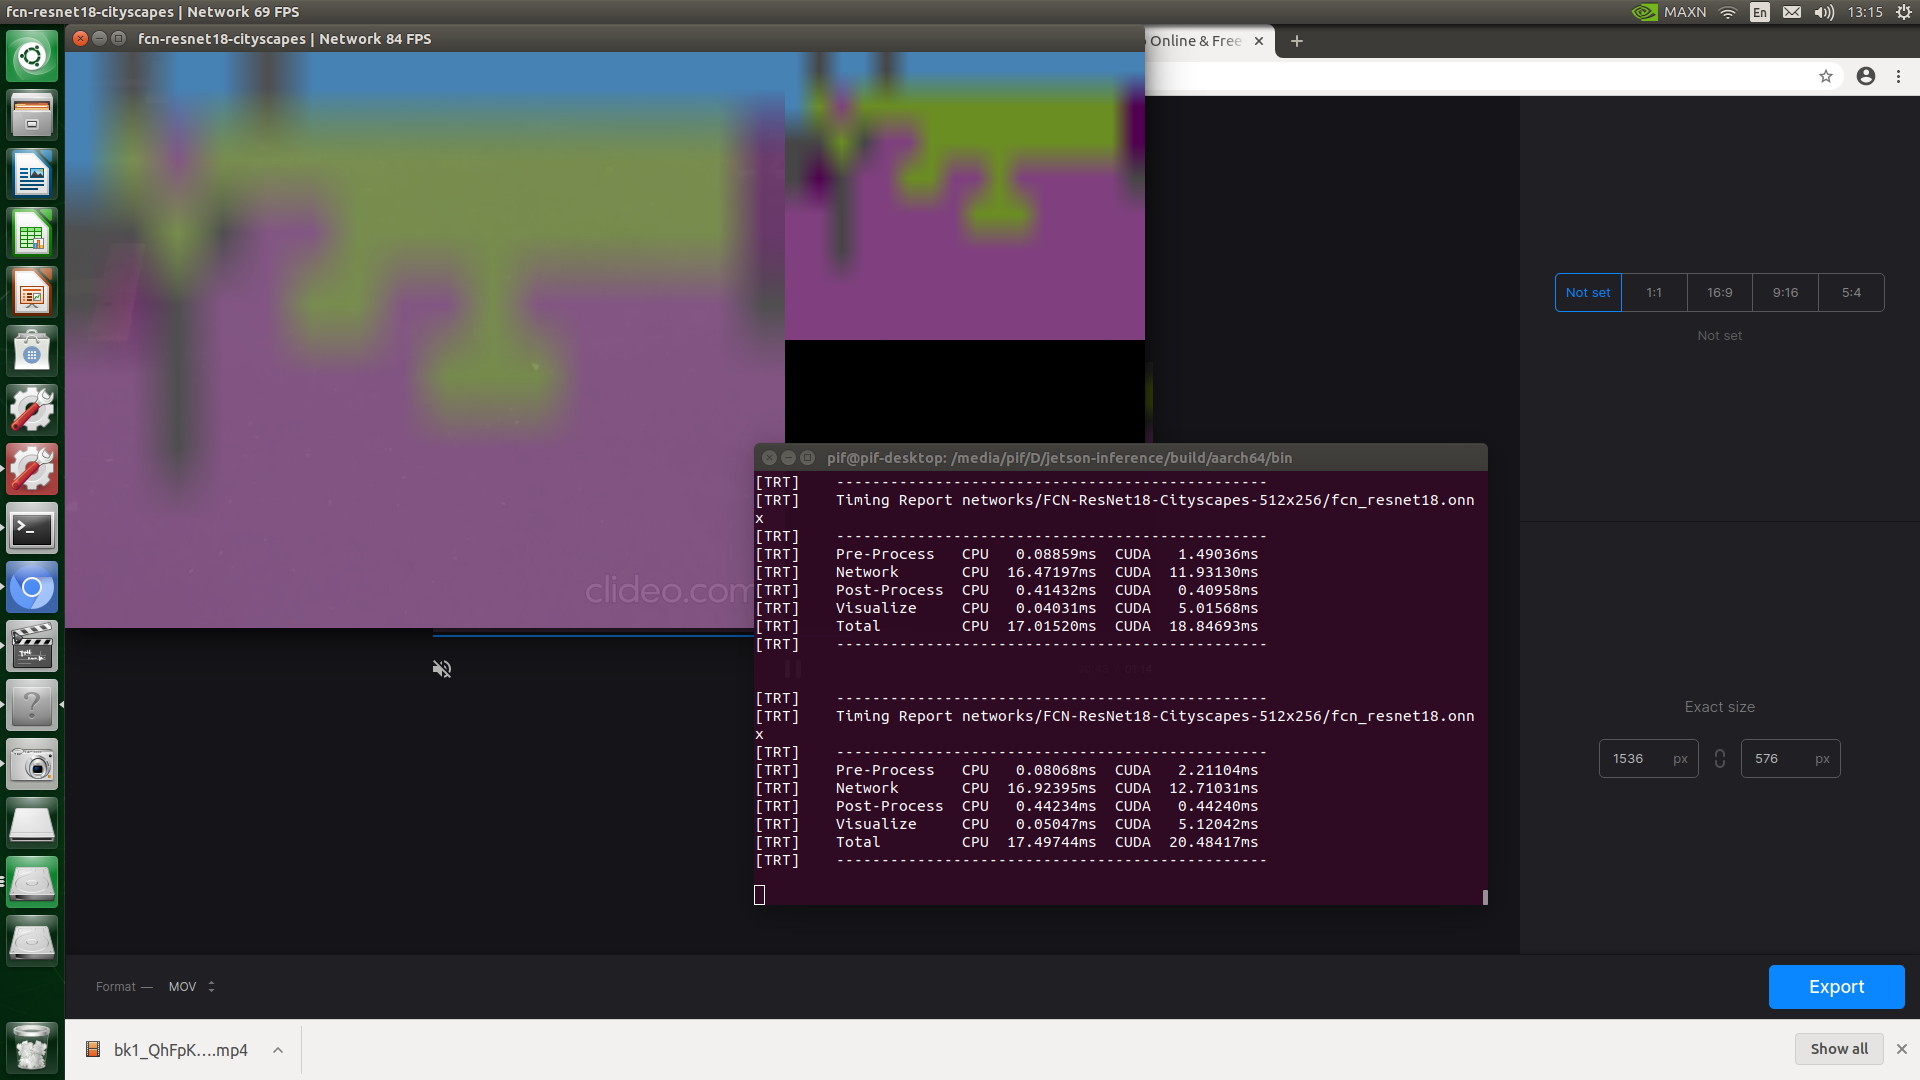 fcn-resnet18-cityscapes | Network 69 FPS
MAXN
En
13:15
fcn-resnet18-cityscapes | Network 84 FPS
Online & Free
clideo.com
Not set
1:1
16:9
9:16
5:4
Not set
pif@pif-desktop: /media/pif/D/jetson-inference/build/aarch64/bin
[TRT] ------------------------------------------------
[TRT] Timing Report networks/FCN-ResNet18-Cityscapes-512x256/fcn_resnet18.onn
x
[TRT] ------------------------------------------------
[TRT] Pre-Process CPU 0.08859ms CUDA 1.49036ms
[TRT] Network CPU 16.47197ms CUDA 11.93130ms
[TRT] Post-Process CPU 0.41432ms CUDA 0.40958ms
[TRT] Visualize CPU 0.04031ms CUDA 5.01568ms
[TRT] Total CPU 17.01520ms CUDA 18.84693ms
[TRT] ------------------------------------------------
[TRT] ------------------------------------------------
[TRT] Timing Report networks/FCN-ResNet18-Cityscapes-512x256/fcn_resnet18.onn
x
[TRT] ------------------------------------------------
[TRT] Pre-Process CPU 0.08068ms CUDA 2.21104ms
[TRT] Network CPU 16.92395ms CUDA 12.71031ms
[TRT] Post-Process CPU 0.44234ms CUDA 0.44240ms
[TRT] Visualize CPU 0.05047ms CUDA 5.12042ms
[TRT] Total CPU 17.49744ms CUDA 20.48417ms
[TRT] ------------------------------------------------
Exact size
1536 px
576 px
Format — MOV
Export
bk1_QhFpK....mp4
Show all